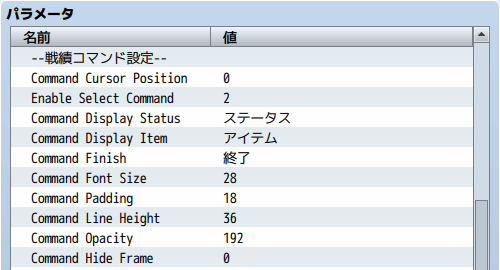 パラメータ
名前 値
--戦績コマンド設定--
Command Cursor Position 0
Enable Select Command 2
Command Display Status ステータス
Command Display Item アイテム
Command Finish 終了
Command Font Size 28
Command Padding 18
Command Line Height 36
Command Opacity 192
Command Hide Frame 0